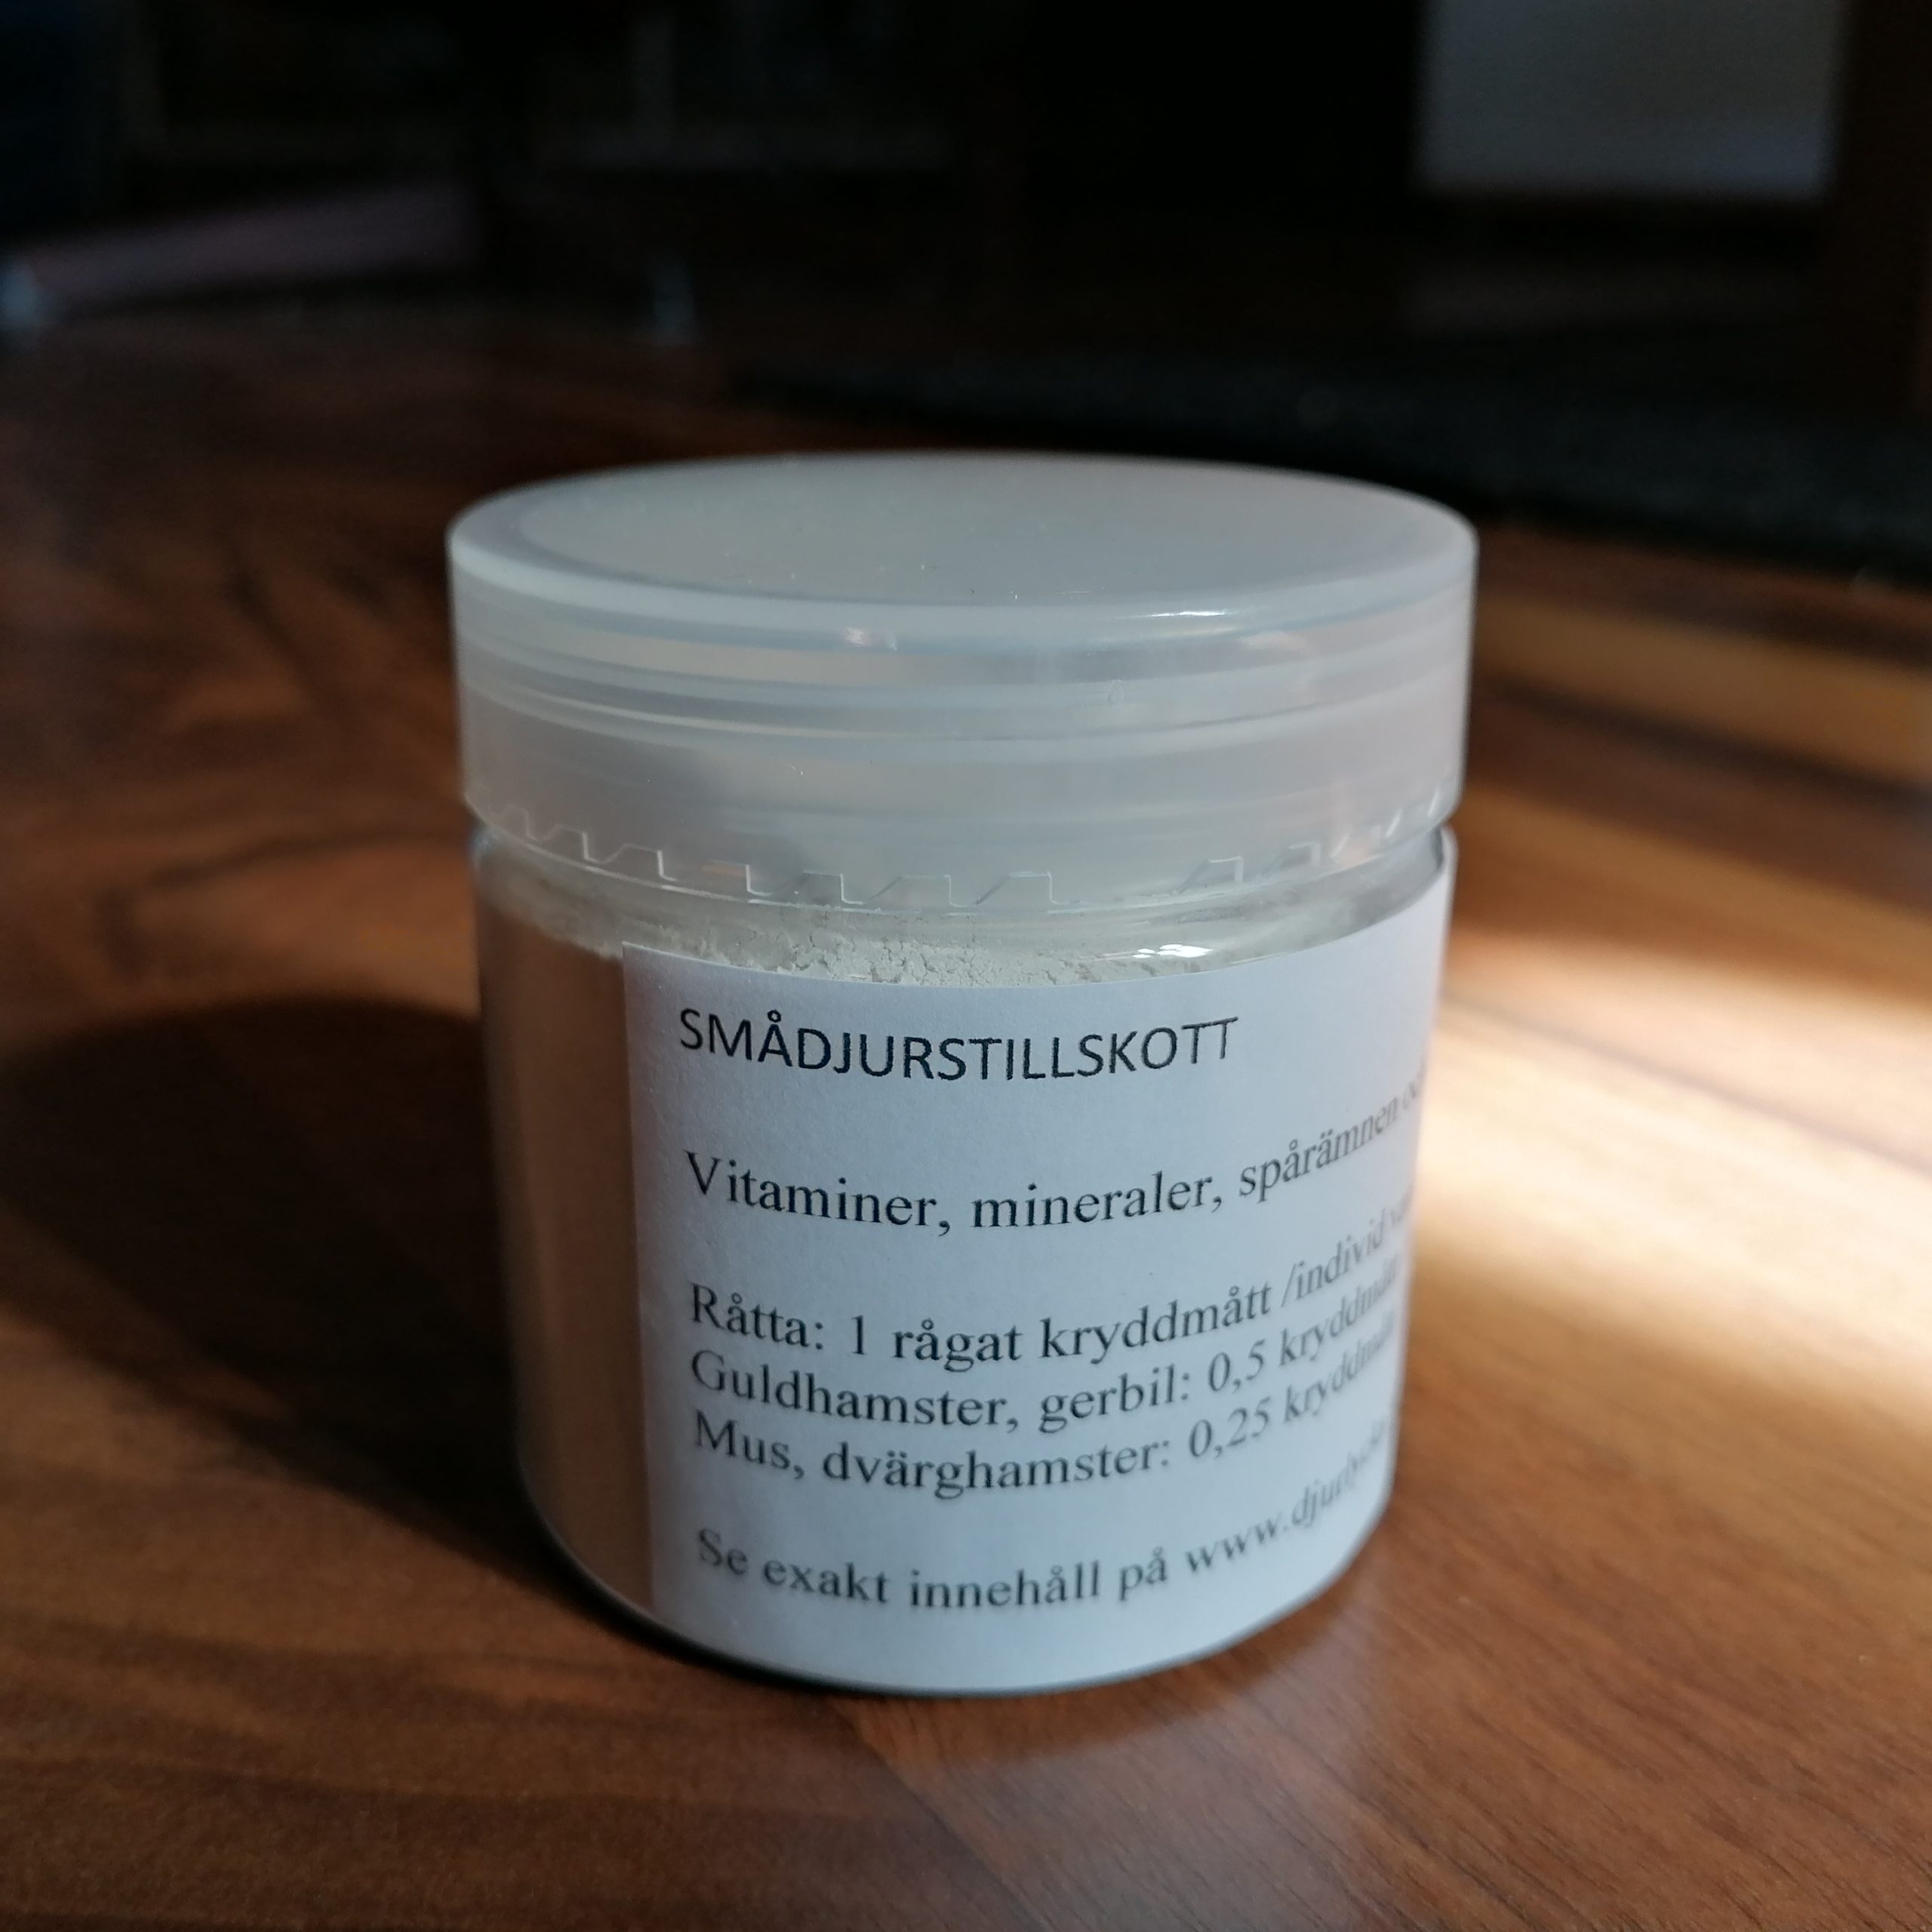 SMÅDJURSTILLSKOTT
Vitaminer, mineraler, spårämnen
Råtta: 1 rågat kryddmått /individ
Guldhamster, gerbil: 0,5
Mus, dvärghamster: 0,25
Se exakt innehåll på